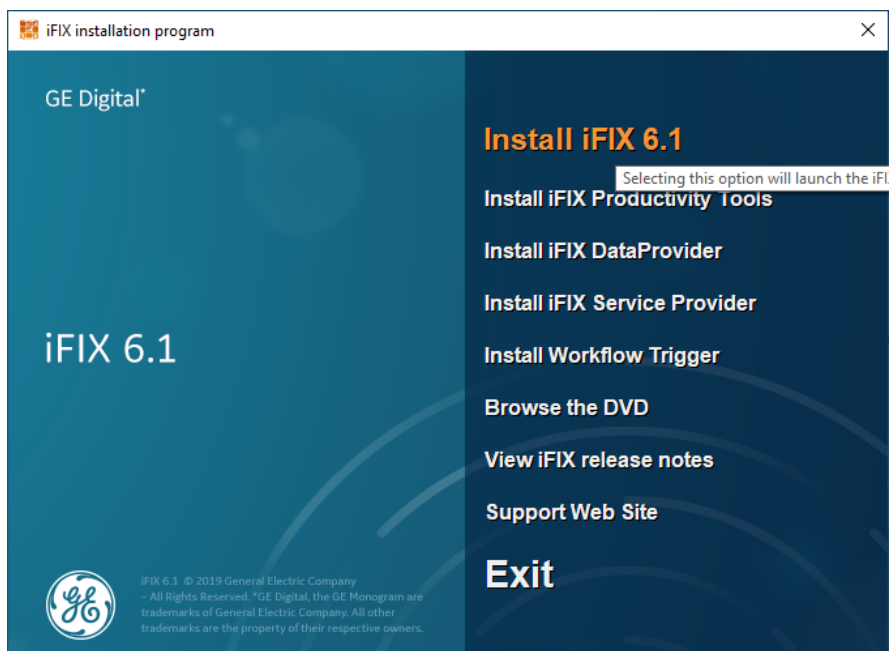 iFIX installation program
GE Digital*
Install iFIX 6.1
Selecting this option will launch the iFI
Install iFIX Productivity Tools
Install iFIX DataProvider
Install iFIX Service Provider
iFIX 6.1
Install Workflow Trigger
Browse the DVD
View iFIX release notes
Support Web Site
Exit
iFIX 6.1 © 2019 General Electric Company
– All Rights Reserved. *GE Digital, the GE Monogram are
trademarks of General Electric Company. All other
trademarks are the property of their respective owners.